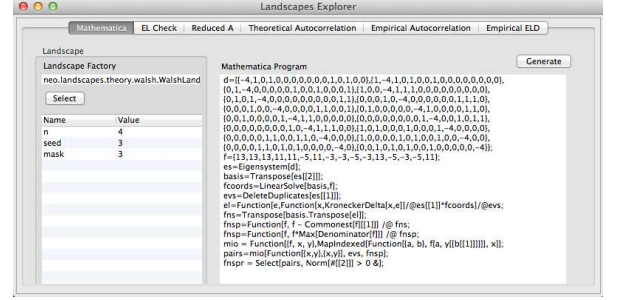 Landscapes Explorer
Mathematica
EL Check
Reduced A
Theoretical Autocorrelation
Empirical Autocorrelation
Empirical ELD
Landscape
Landscape Factory
neo.landscapes.theory.walsh.WalshLand
Select
Name Value
n 4
seed 3
mask 3
Mathematica Program
Generate
d={{-4,1,0,1,0,0,0,0,0,0,0,1,0,1,0,0},{1,-4,1,0,1,0,0,1,0,0,0,0,0,0,0,0},
{0,1,-4,0,0,0,0,0,1,0,0,1,0,0,0,1},{1,0,0,-4,1,1,1,0,0,0,0,0,0,0,0,0},
{0,1,0,1,-4,0,0,0,0,0,0,0,0,0,1,1},{0,0,0,1,0,-4,0,0,0,0,0,0,1,1,1,0},
{0,0,0,1,0,0,-4,0,0,0,0,1,1,0,0,1},{0,1,0,0,0,0,0,-4,1,0,0,0,0,1,0,1},
{0,0,1,0,0,0,0,1,-4,1,1,0,0,0,0,0},{0,0,0,0,0,0,0,0,1,-4,0,0,1,0,1,1},
{0,0,0,0,0,0,0,0,1,0,-4,1,1,1,0,0},{1,0,1,0,0,0,1,0,0,0,1,-4,0,0,0,0},
{0,0,0,0,0,1,1,0,0,1,1,0,-4,0,0,0},{1,0,0,0,0,1,0,1,0,0,1,0,0,-4,0,0},
{0,0,0,0,1,1,0,1,0,1,0,0,0,0,-4,0},{0,0,1,0,1,0,1,0,0,1,0,0,0,0,0,-4}};
f={13,13,13,11,11,-5,11,-3,-3,-5,-3,13,-5,-3,-5,11};
es=Eigensystem[d];
basis=Transpose[es[[2]]];
fcoords=LinearSolve[basis,f];
evs=DeleteDuplicates[es[[1]]];
el=Function[e,Function[x,KroneckerDelta[x,e]]/@es[[1]]*fcoords]/@evs;
fns=Transpose[basis.Transpose[el]];
fnsp=Function[f, f - Commonest[f][[1]]] /@ fns;
fnsp=Function[f, f*Max[Denominator[f]]] /@ fnsp;
mio = Function[{f, x, y},MapIndexed[Function[{a, b}, f[a, y[[b[[1]]]]]], x]];
pairs=mio[Function[{x,y},{x,y}], evs, fnsp];
fnspr = Select[pairs, Norm[#[[2]]] > 0 &];